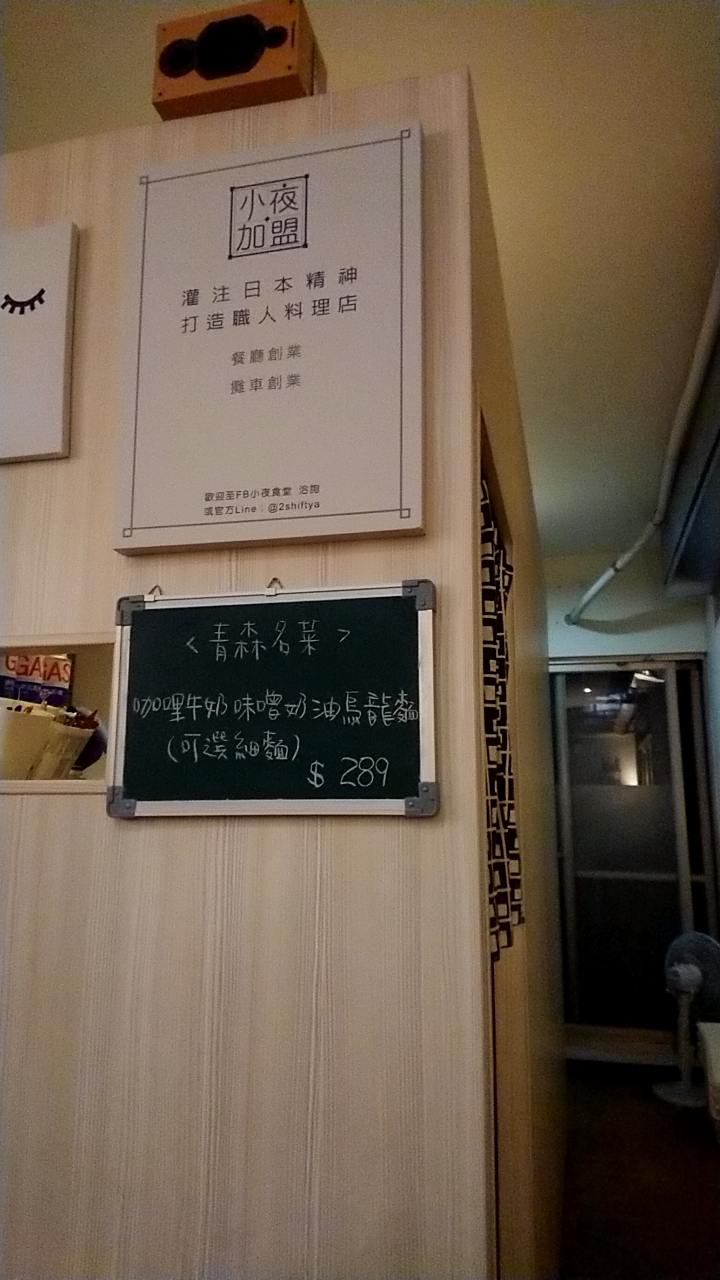 小夜
加盟
灌注日本精神
打造職人料理店
餐廳創業
攤車創業
歡迎至FB小夜食堂 洽詢
或官方Line：@2shiftya
<青森名菜>
咖哩牛奶味噌奶油烏龍麵
(可選細麵)
$ 289